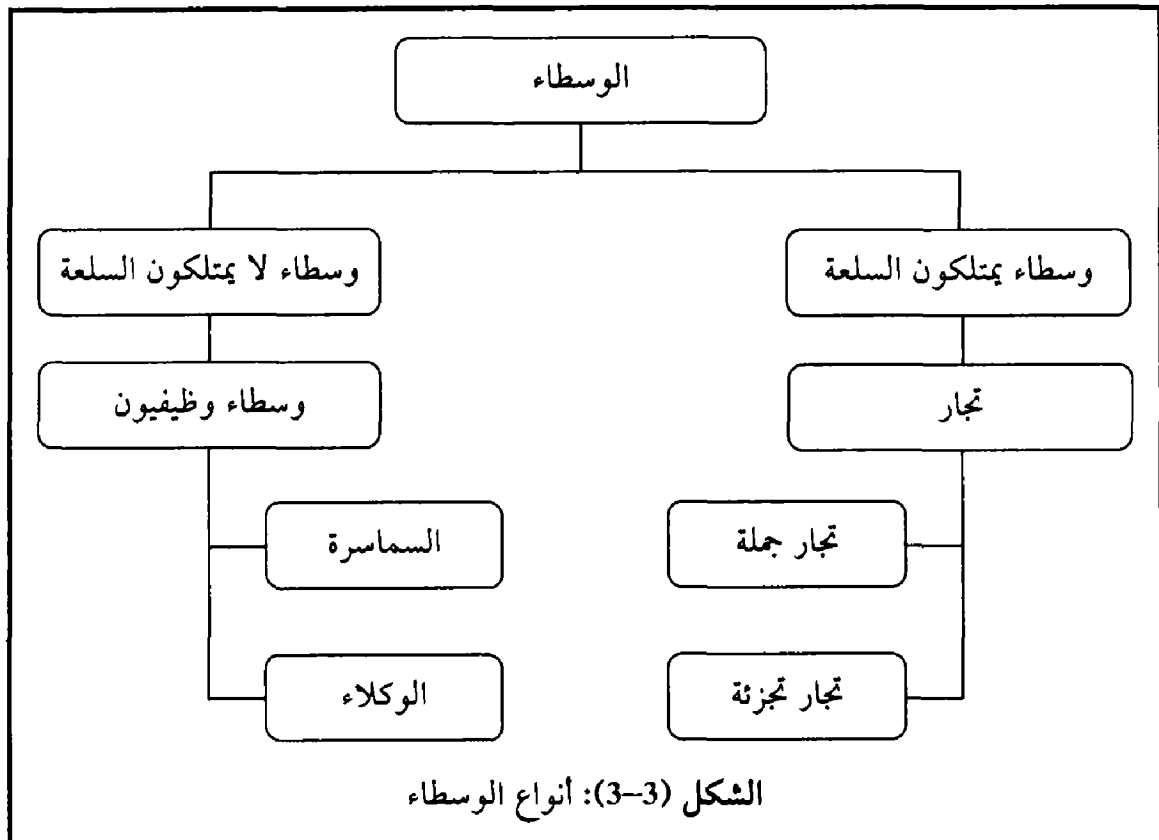 الوسطاء
وسطاء يمتلكون السلعة
وسطاء لا يمتلكون السلعة
تجار
وسطاء وظيفيون
تجار جملة
السماسرة
تجار تجزئة
الوكلاء
الشكل (3-3): أنواع الوسطاء